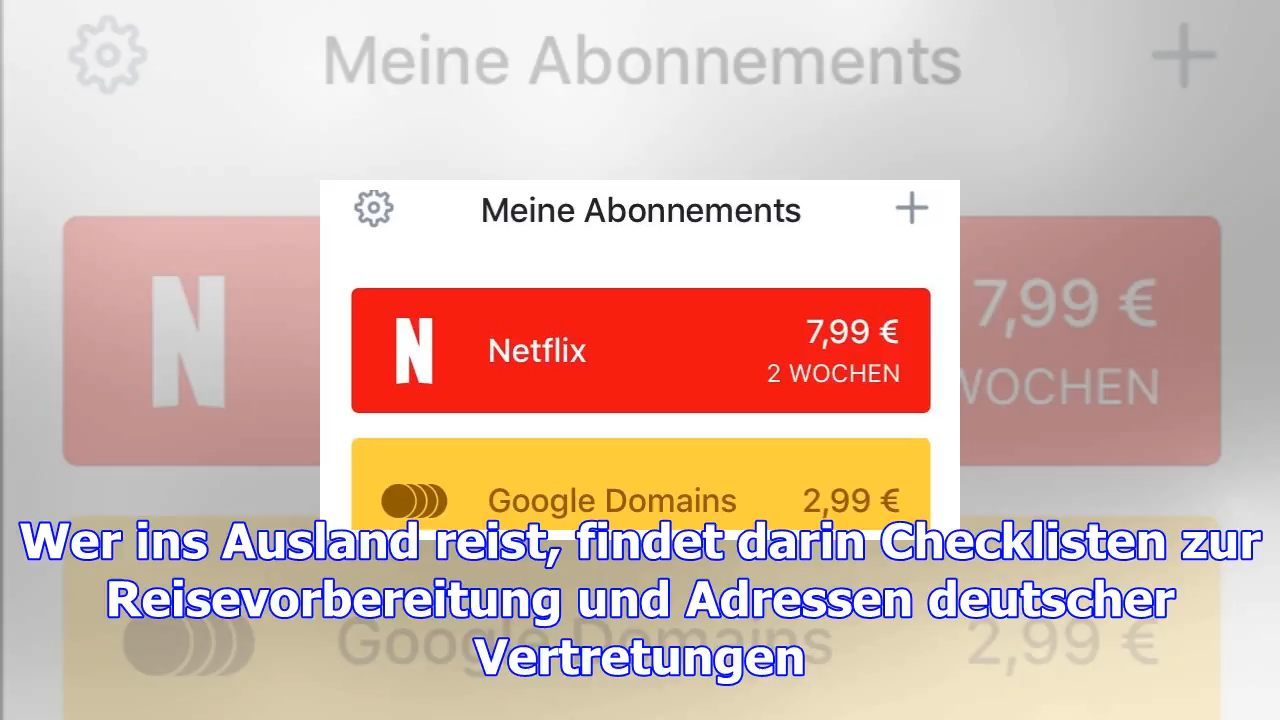 Meine Abonnements
Meine Abonnements
N
Netflix
7,99 €
2 WOCHEN
7,99 €
WOCHEN
Google Domains
2,99 €
Wer ins Ausland reist, findet darin Checklisten zur
Reisevorbereitung und Adressen deutscher
Vertretungen
Google Domains
2,99 €